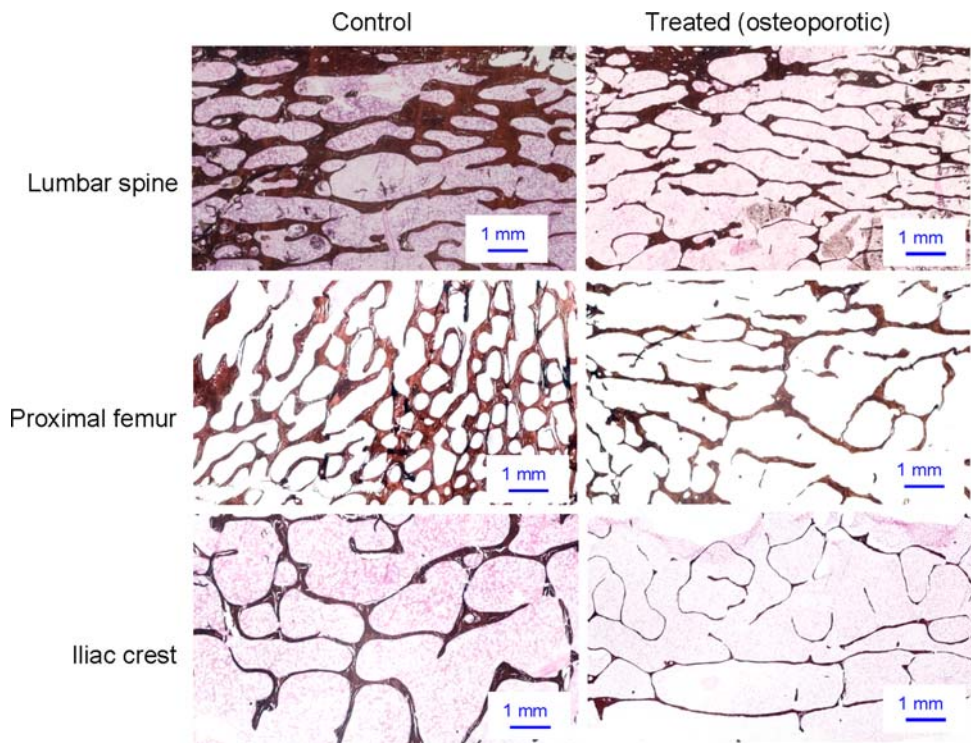 Control
Treated (osteoporotic)
Lumbar spine
1 mm
1 mm
Proximal femur
1 mm
1 mm
Iliac crest
1 mm
1 mm